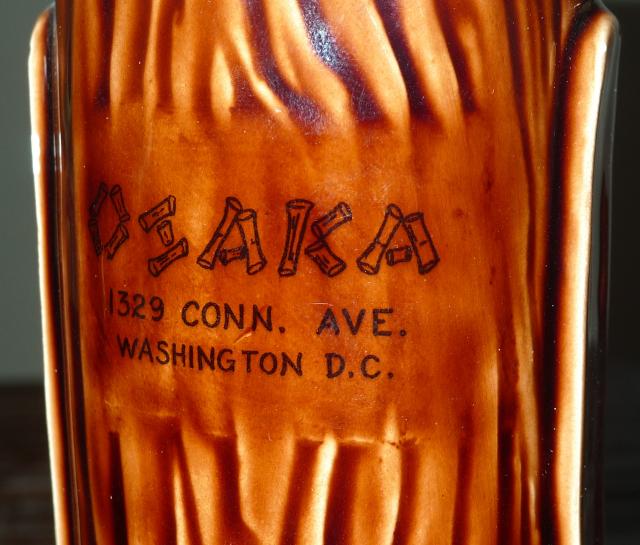 OSAKA
1329 CONN. AVE.
WASHINGTON D.C.